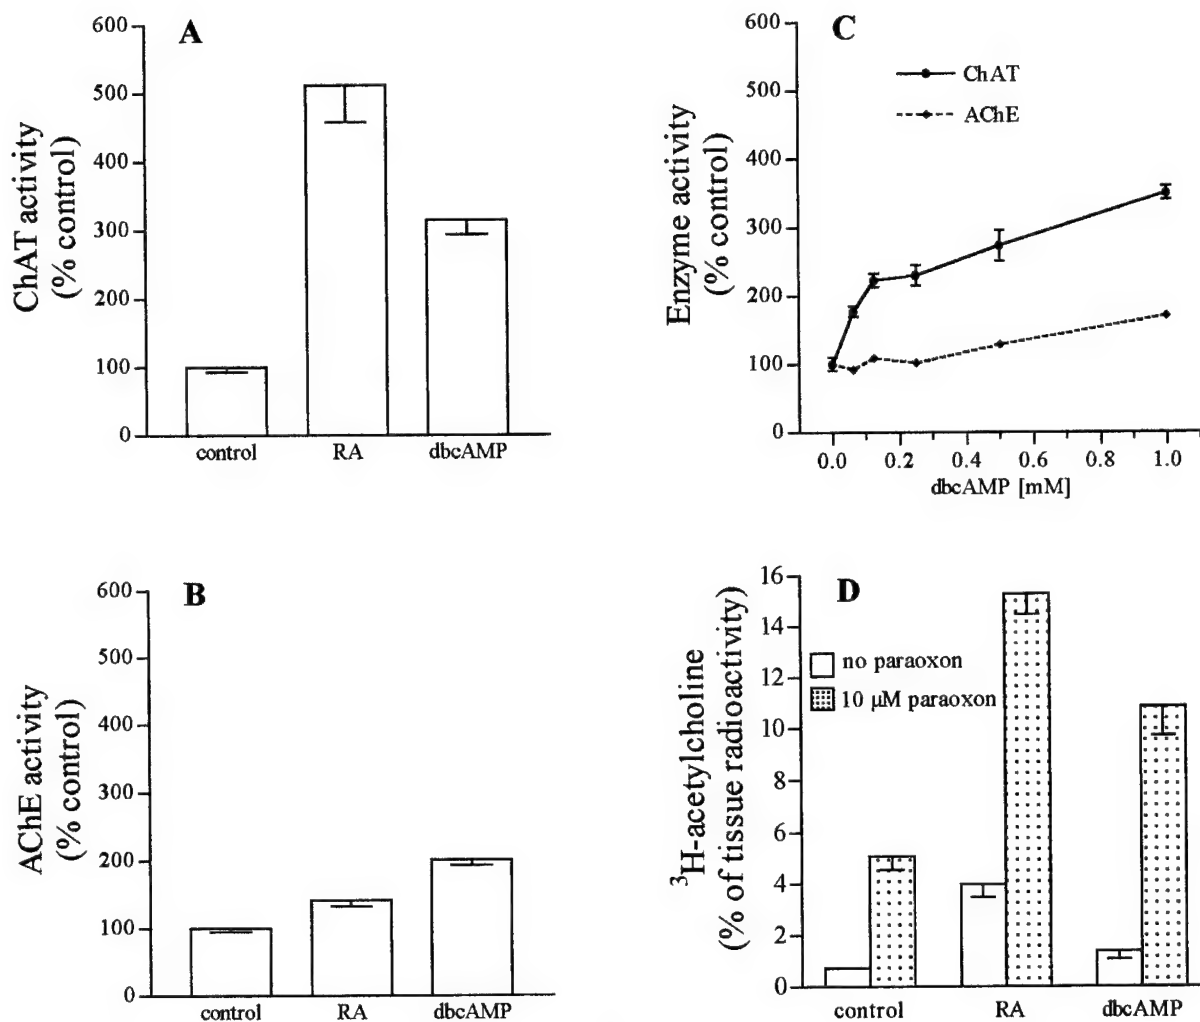 A
ChAT activity
(% control)
600
500
400
300
200
100
0
control RA dbcAMP
C
Enzyme activity
(% control)
600
500
400
300
200
100
0
ChAT
AChE
0.0 0.2 0.4 0.6 0.8 1.0
dbcAMP [mM]
B
AChE activity
(% control)
600
500
400
300
200
100
0
control RA dbcAMP
D
³H-acetylcholine
(% of tissue radioactivity)
16
14
12
10
8
6
4
2
0
no paraoxon
10 µM paraoxon
control RA dbcAMP